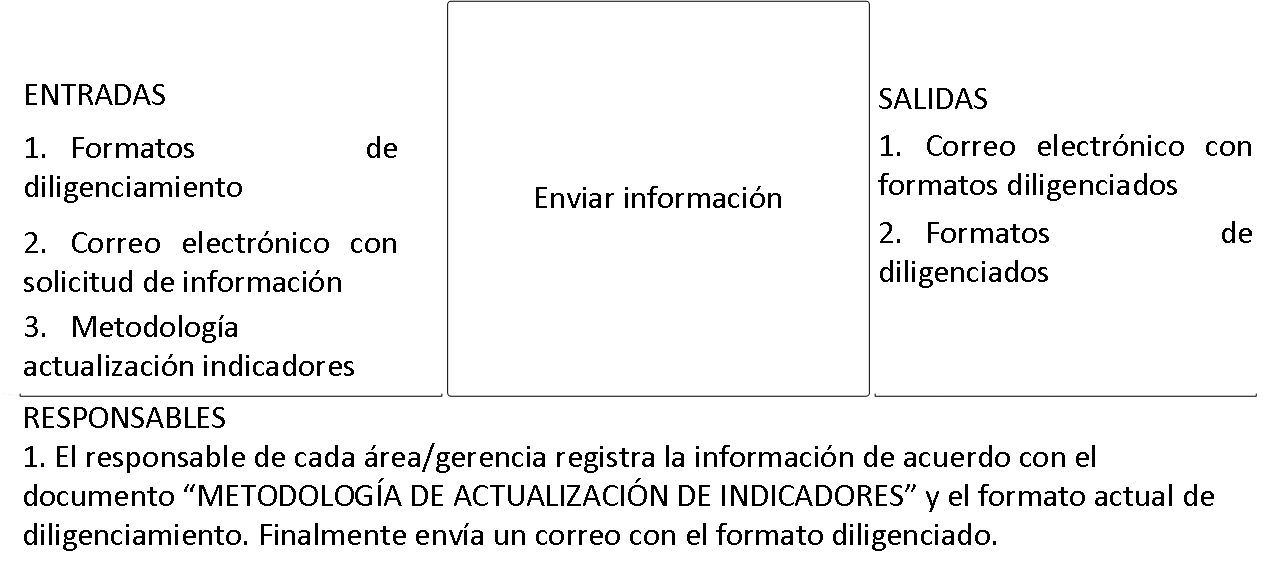 ENTRADAS
1. Formatos de
diligenciamiento
2. Correo electrónico con
solicitud de información
3. Metodología
actualización indicadores
Enviar información
SALIDAS
1. Correo electrónico con
formatos diligenciados
2. Formatos de
diligenciados
RESPONSABLES
1. El responsable de cada área/gerencia registra la información de acuerdo con el
documento “METODOLOGÍA DE ACTUALIZACIÓN DE INDICADORES” y el formato actual de
diligenciamiento. Finalmente envía un correo con el formato diligenciado.